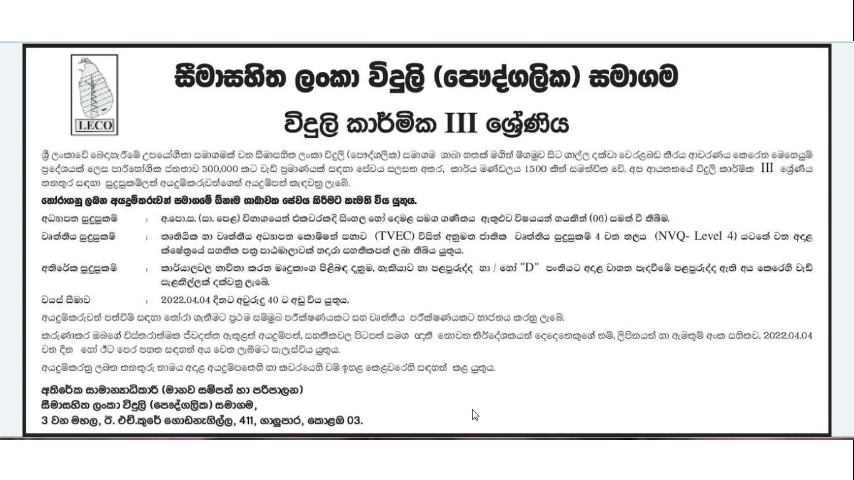 LECO
සීමාසහිත ලංකා විදුලි (පෞද්ගලික) සමාගම
විදුලි කාර්මික III ශ්‍රේණිය
ශ්‍රී ලංකාවේ බෙදාහැරීමේ උපයෝගීතා සමාගමක් වන සීමාසහිත ලංකා විදුලි (පෞද්ගලික) සමාගම ශාඛා හතක් මගින් මීගමුව සිට ගාල්ල දක්වා වෙරළබඩ තීරය ආවරණය කෙරෙන මෙහෙයුම්
ප්‍රදේශයක් ලෙස පාරිභෝගික ජනතාව 500,000 කට වැඩි ප්‍රමාණයක් සඳහා සේවය සලසන අතර, කාර්ය මණ්ඩලය 1500 කින් සමන්විත වේ. අප ආයතනයේ විදුලි කාර්මික III ශ්‍රේණියේ
තනතුර සඳහා සුදුසුකම්ලත් අයදුම්කරුවන්ගෙන් අයදුම්පත් කැඳවනු ලැබේ.
තෝරාගනු ලබන අයදුම්කරුවන් සමාගමේ ඕනෑම ශාඛාවක සේවය කිරීමට කැමති විය යුතුය.
අධ්‍යාපන සුදුසුකම් : අ.පො.ස. (සා. පෙළ) විභාගයෙන් එකවරකදී සිංහල හෝ දෙමළ සමග ගණිතය ඇතුළුව විෂයයන් හයකින් (06) සමත් වී තිබීම.
වෘත්තීය සුදුසුකම් : තෘතීයික හා වෘත්තීය අධ්‍යාපන කොමිෂන් සභාව (TVEC) විසින් අනුමත ජාතික වෘත්තීය සුදුසුකම් 4 වන තලය (NVQ- Level 4) යටතේ වන අදාළ
ක්ෂේත්‍රයේ සහතික පත්‍ර පාඨමාලාවක් හදාරා සහතිකපත් ලබා තිබිය යුතුය.
අතිරේක සුදුසුකම් : කාර්යාලවල භාවිතා කරන මෘදුකාංග පිළිබඳ දැනුම, හැකියාව හා පළපුරුද්ද හා / හෝ "D" පංතියට අදාළ වාහන පැදවීමේ පළපුරුද්ද ඇති අය කෙරෙහි වැඩි
සැළකිල්ලක් දක්වනු ලැබේ.
වයස් සීමාව : 2022.04.04 දිනට අවුරුදු 40 ට අඩු විය යුතුය.
අයදුම්කරුවන් පත්වීම් සඳහා තෝරා ගැනීමට ප්‍රථම සම්මුඛ පරීක්ෂණයකට සහ වෘත්තීය පරීක්ෂණයකට භාජනය කරනු ලැබේ.
කරුණාකර ඔබගේ විස්තරාත්මක ජීවදත්ත ඇතුළත් අයදුම්පත්, සහතිකවල පිටපත් සමග ඥාති නොවන නිර්දේශකයන් දෙදෙනෙකුගේ නම්, ලිපිනයන් හා ඇමතුම් අංක සහිතව, 2022.04.04
වන දින හෝ ඊට පෙර පහත සඳහන් අය වෙත ලැබීමට සැලැස්විය යුතුය.
අයදුම්කරනු ලබන තනතුරු නාමය අදාළ අයදුම්පතෙහි හා කවරයෙහි වම් ඉහළ කෙළවරෙහි සඳහන් කළ යුතුය.
අතිරේක සාමාන්‍යාධිකාරී (මානව සම්පත් හා පරිපාලන)
සීමාසහිත ලංකා විදුලි (පෞද්ගලික) සමාගම,
3 වන මහල, ඊ. එච්.කුරේ ගොඩනැගිල්ල, 411, ගාලුපාර, කොළඹ 03.